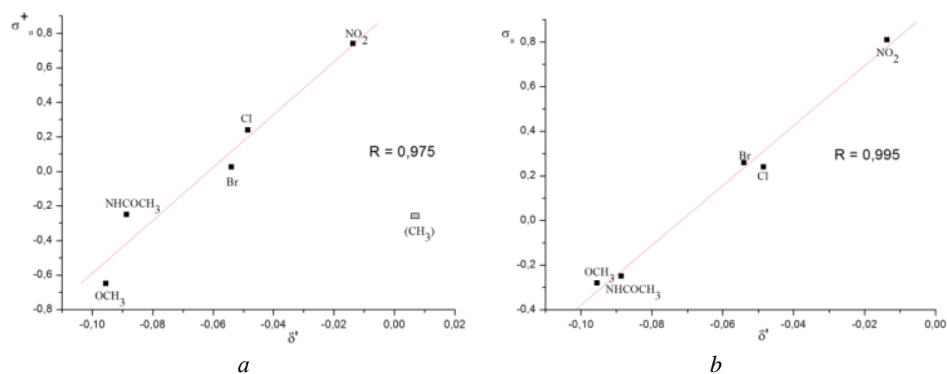 σ+п
0,8
0,6
0,4
0,2
0,0
-0,2
-0,4
-0,6
-0,8
NO2
Cl
Br
R = 0,975
NHCOCH3
(CH3)
OCH3
-0,10 -0,08 -0,06 -0,04 -0,02 0,00 0,02
δ'
a
σп
0,8
0,6
0,4
0,2
0,0
-0,2
-0,4
NO2
Br
Cl
R = 0,995
OCH3
NHCOCH3
-0,10 -0,08 -0,06 -0,04 -0,02 0,00
δ'
b